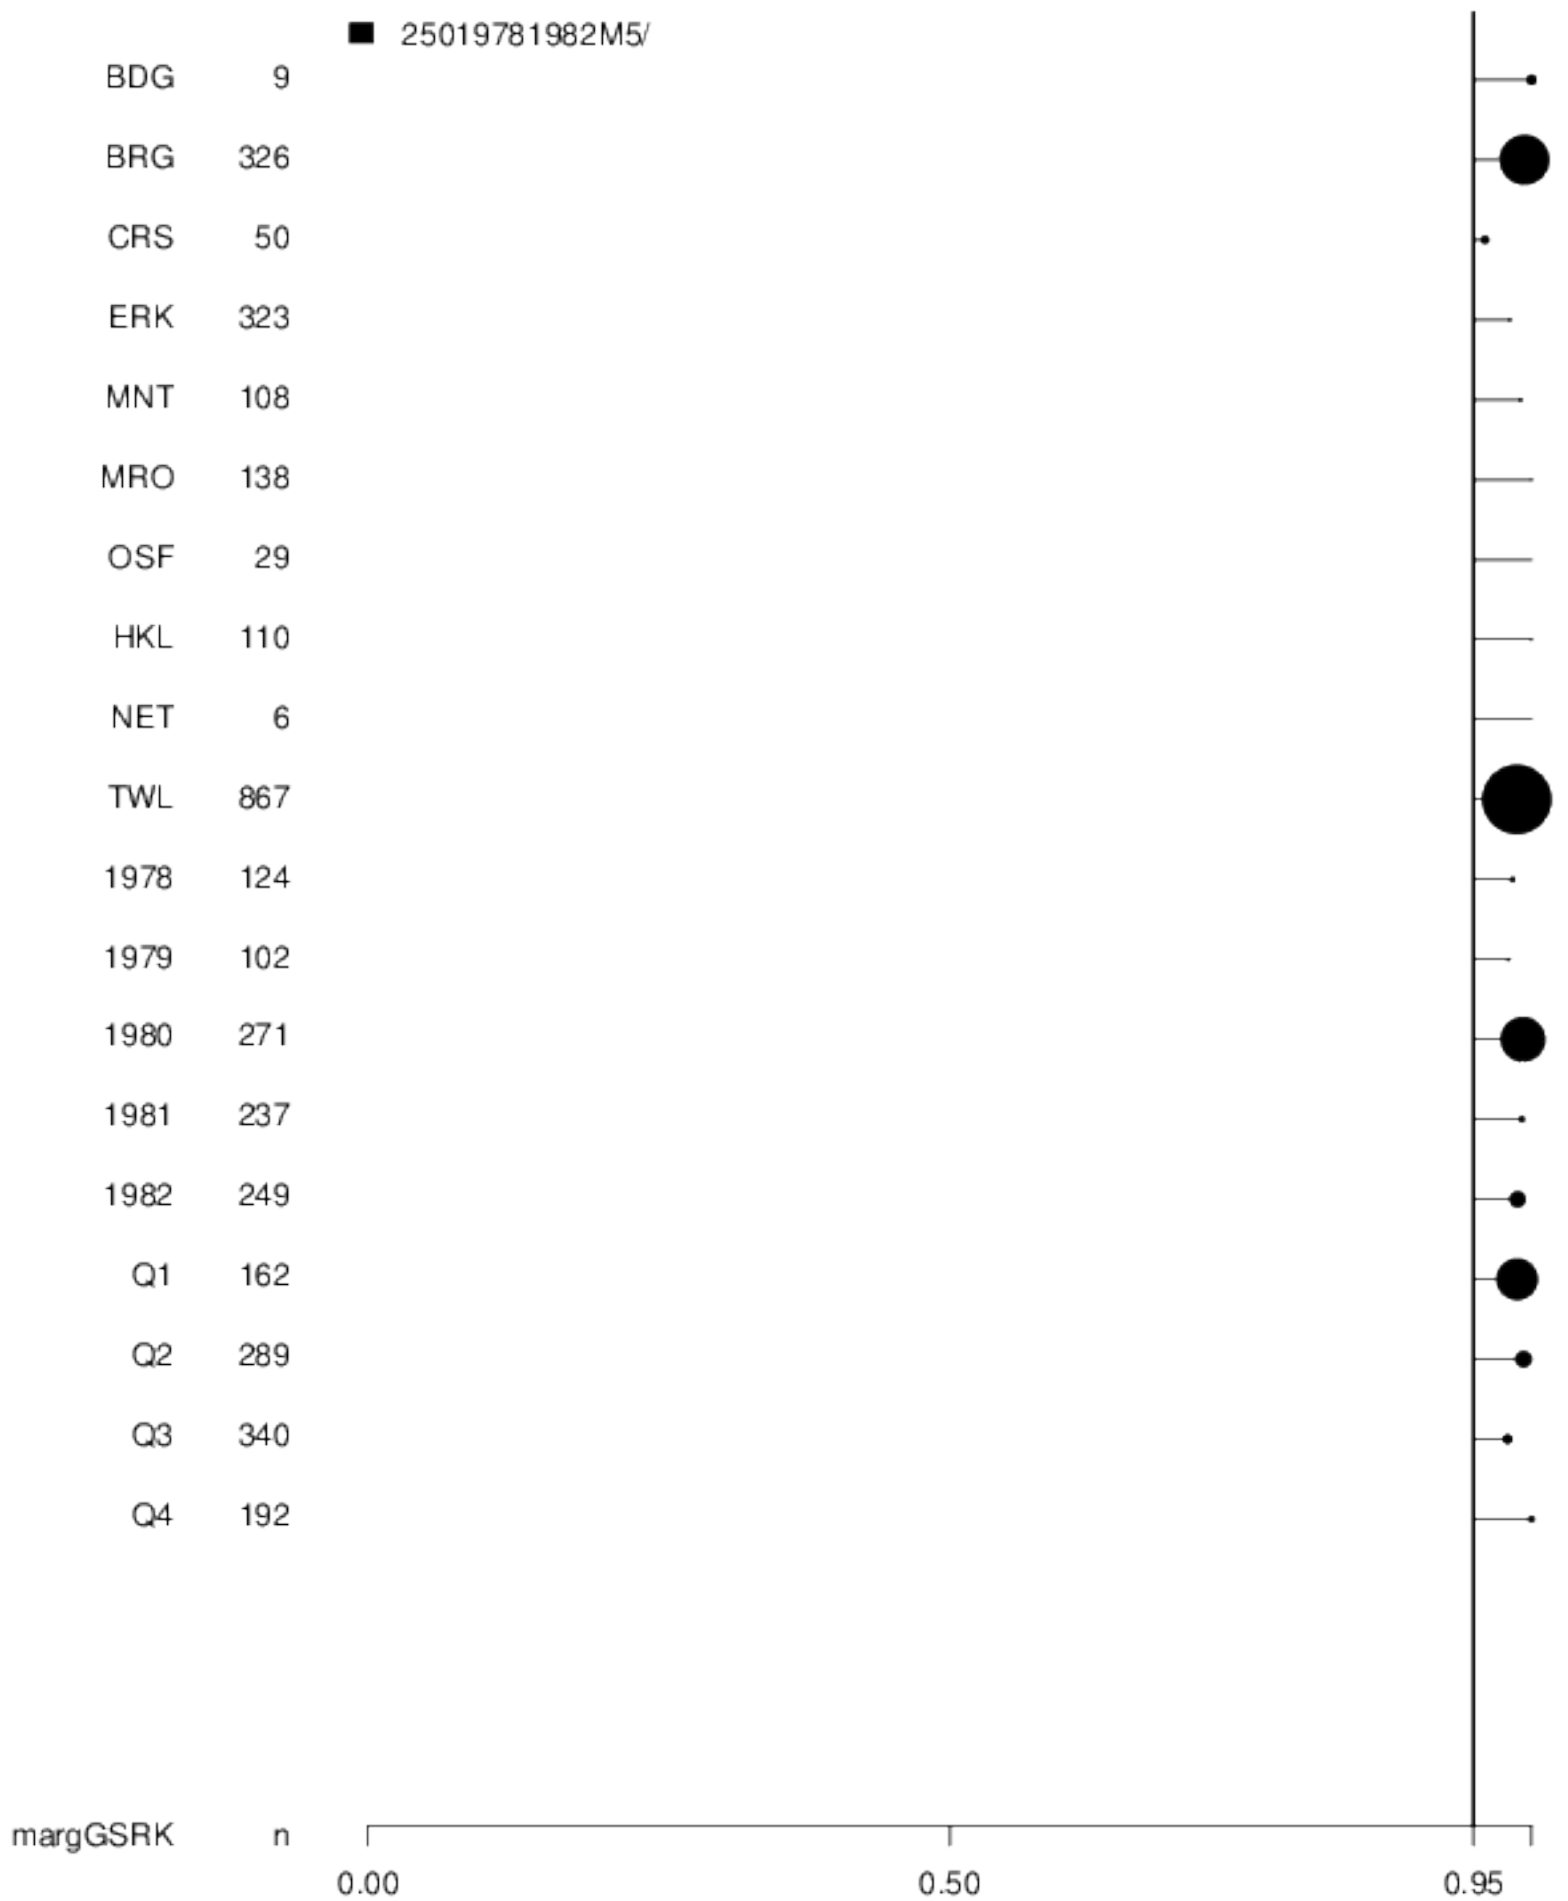 25019781982M5/
BDG 9
BRG 326
CRS 50
ERK 323
MNT 108
MRO 138
OSF 29
HKL 110
NET 6
TWL 867
1978 124
1979 102
1980 271
1981 237
1982 249
Q1 162
Q2 289
Q3 340
Q4 192
margGSRK n
0.00 0.50 0.95